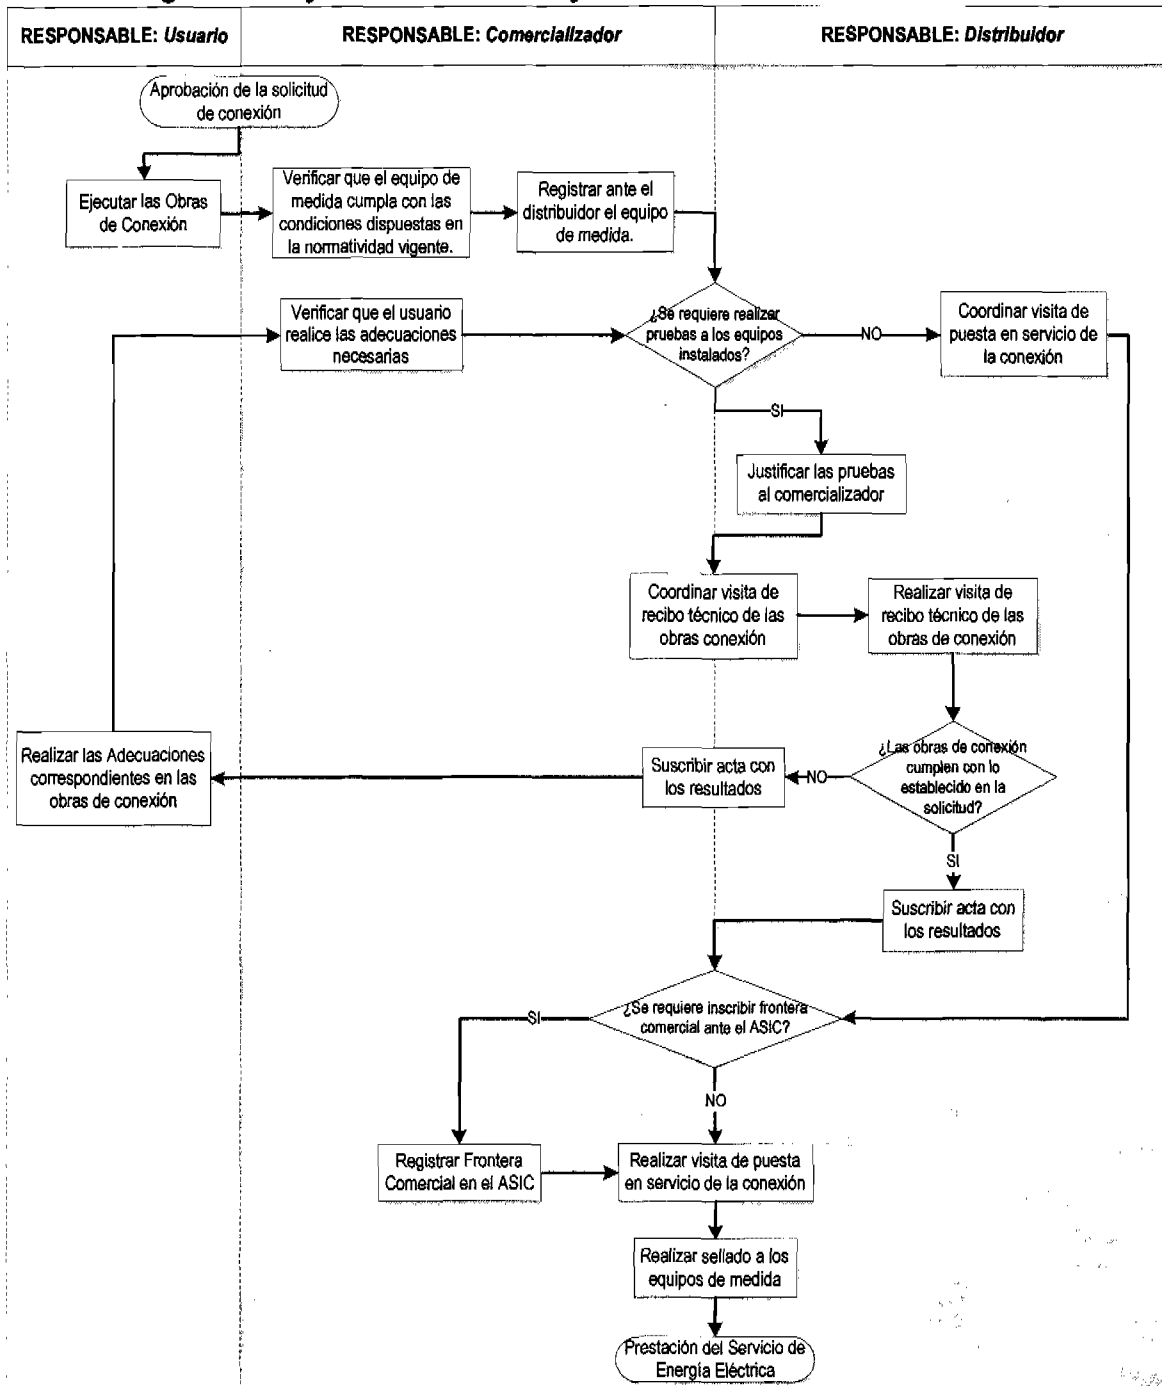 RESPONSABLE: Usuario
RESPONSABLE: Comercializador
RESPONSABLE: Distribuidor
Aprobación de la solicitud
de conexión
Ejecutar las Obras
de Conexión
Verificar que el equipo de
medida cumpla con las
condiciones dispuestas en
la normatividad vigente.
Registrar ante el
distribuidor el equipo
de medida.
Verificar que el usuario
realice las adecuaciones
necesarias
¿Se requiere realizar
pruebas a los equipos
instalados?
NO
Coordinar visita de
puesta en servicio de
la conexión
SI
Justificar las pruebas
al comercializador
Coordinar visita de
recibo técnico de las
obras conexión
Realizar visita de
recibo técnico de las
obras de conexión
Realizar las Adecuaciones
correspondientes en las
obras de conexión
Suscribir acta con
los resultados
NO
¿Las obras de conexión
cumplen con lo
establecido en la
solicitud?
SI
Suscribir acta con
los resultados
¿Se requiere inscribir frontera
comercial ante el ASIC?
SI
NO
Registrar Frontera
Comercial en el ASIC
Realizar visita de puesta
en servicio de la conexión
Realizar sellado a los
equipos de medida
Prestación del Servicio de
Energía Eléctrica